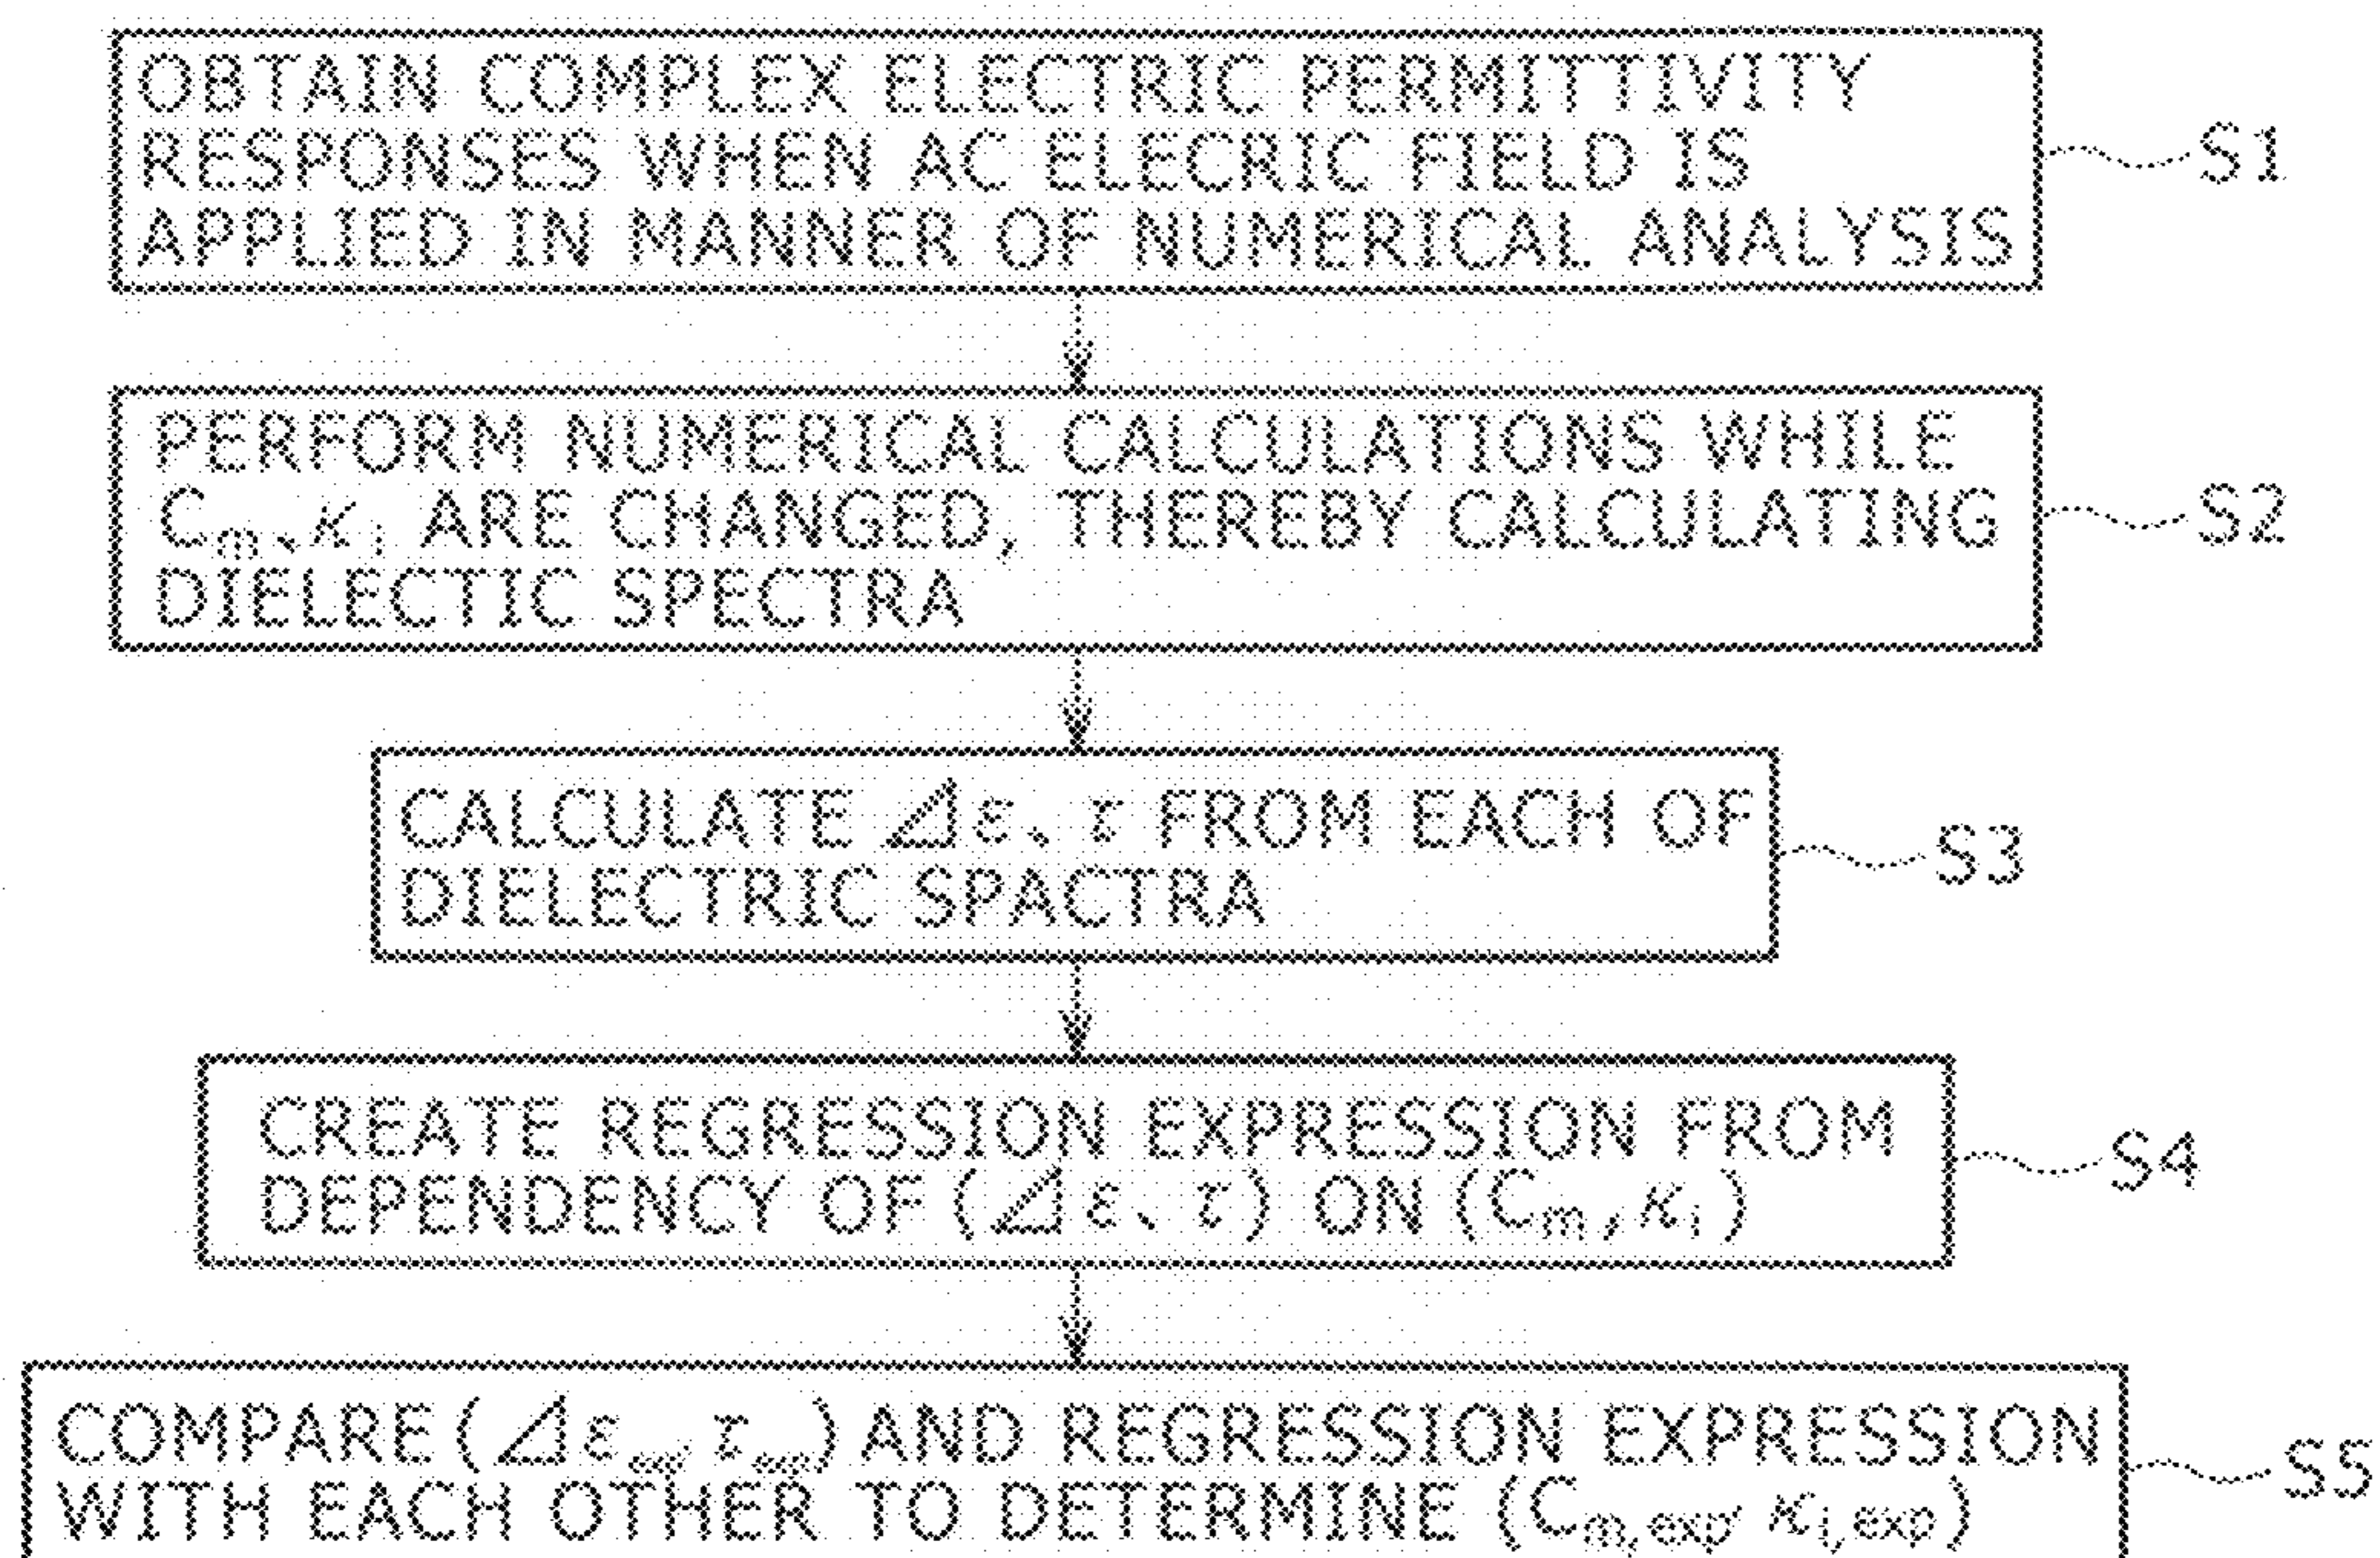 OBTAIN COMPLEX ELECTRIC PERMITTIVITY
RESPONSES WHEN AC ELECRIC FIELD IS
APPLIED IN MANNER OF NUMERICAL ANALYSIS
S1
PERFORM NUMERICAL CALCULATIONS WHILE
Cm、κi ARE CHANGED, THEREBY CALCULATING
DIELECTIC SPECTRA
S2
CALCULATE Δε、τ FROM EACH OF
DIELECTRIC SPACTRA
S3
CREATE REGRESSION EXPRESSION FROM
DEPENDENCY OF (Δε、τ) ON (Cm,κi)
S4
COMPARE (Δεexp, τexp) AND REGRESSION EXPRESSION
WITH EACH OTHER TO DETERMINE (Cm,exp, κi,exp)
S5